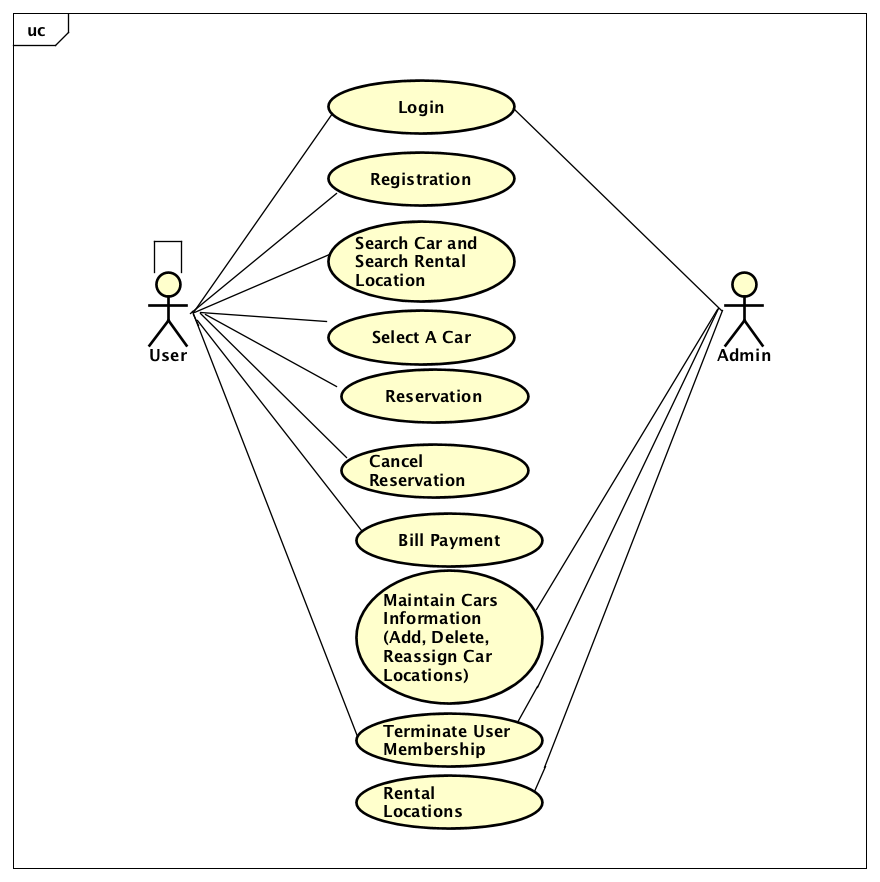 uc
Login
Registration
Search Car and
Search Rental
Location
User
Admin
Select A Car
Reservation
Cancel
Reservation
Bill Payment
Maintain Cars
Information
(Add, Delete,
Reassign Car
Locations)
Terminate User
Membership
Rental
Locations